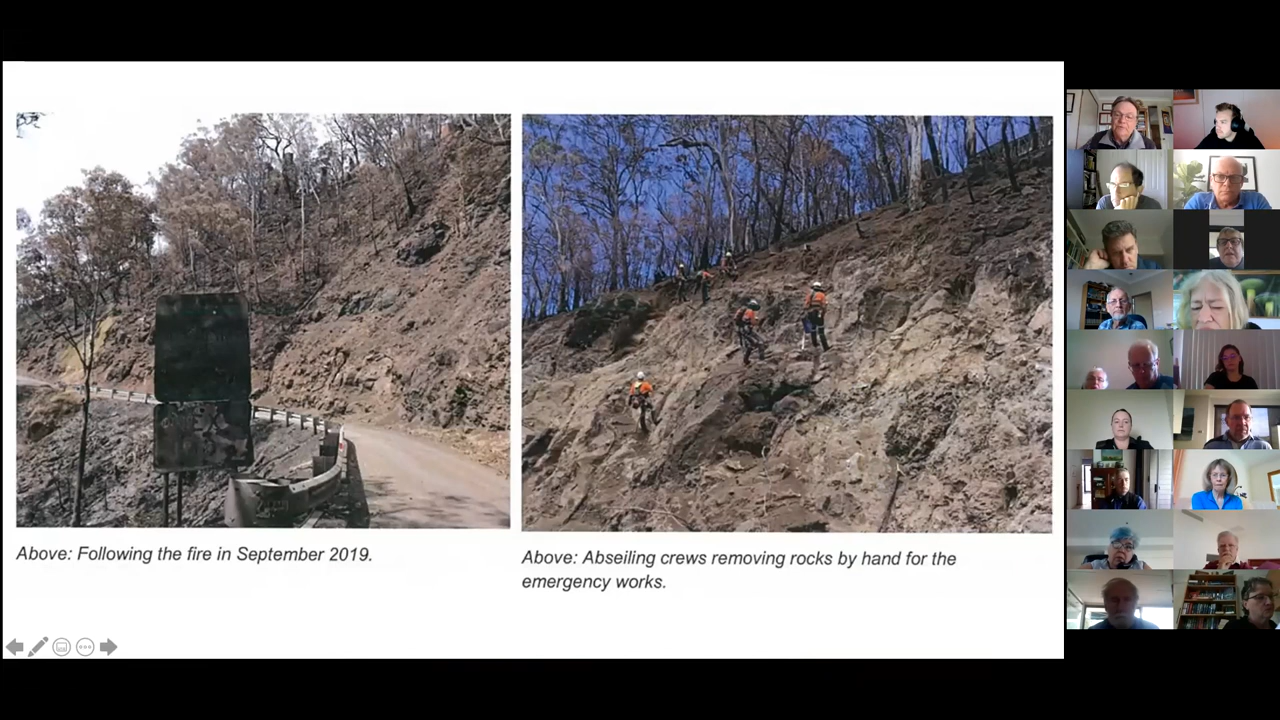 Above: Following the fire in September 2019.
Above: Abseiling crews removing rocks by hand for the
emergency works.